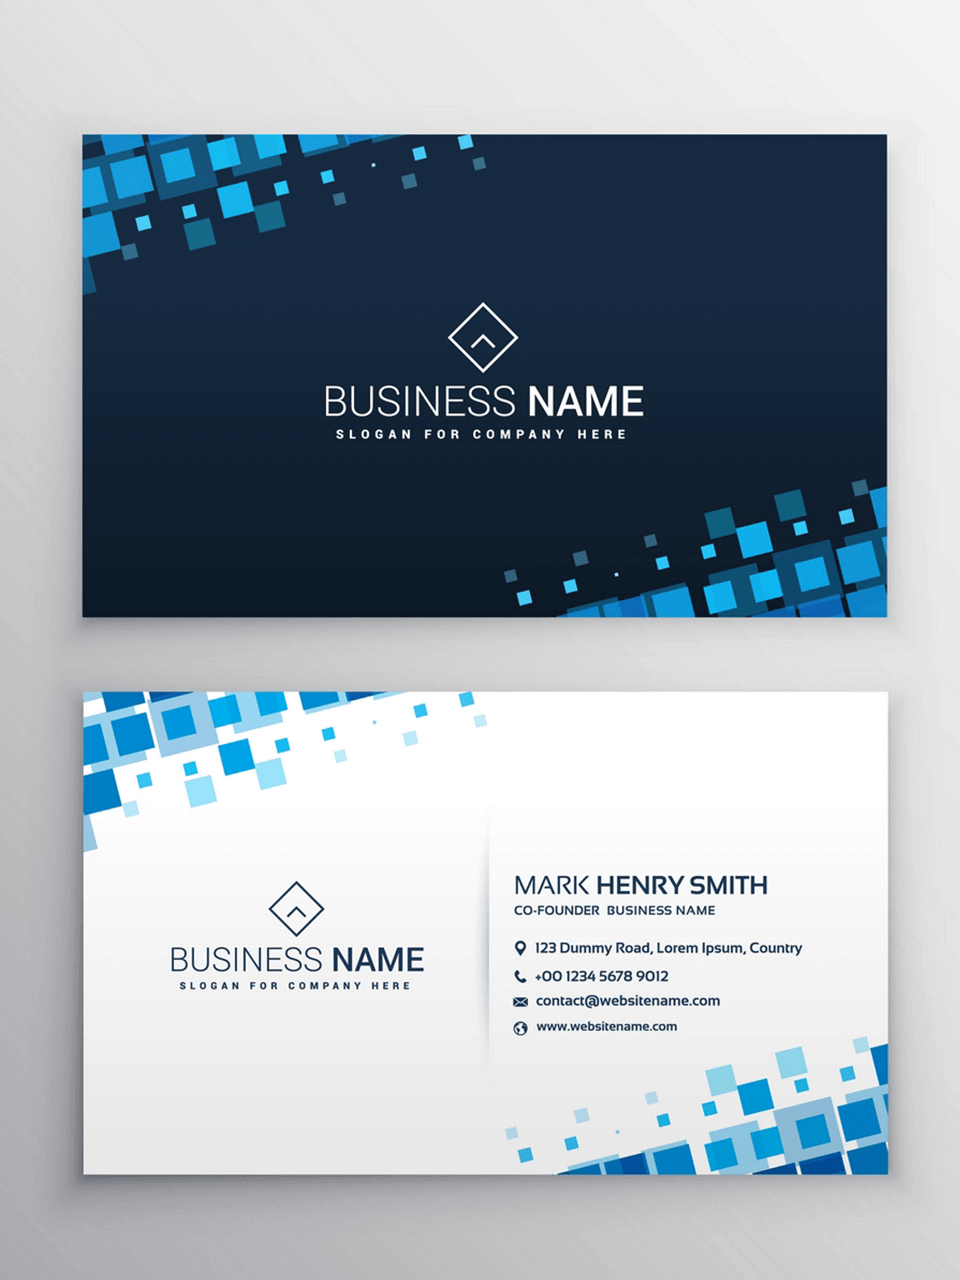 BUSINESS NAME
SLOGAN FOR COMPANY HERE
BUSINESS NAME
SLOGAN FOR COMPANY HERE
MARK HENRY SMITH
CO-FOUNDER BUSINESS NAME
123 Dummy Road, Lorem Ipsum, Country
+00 1234 5678 9012
contact@websitename.com
www.websitename.com